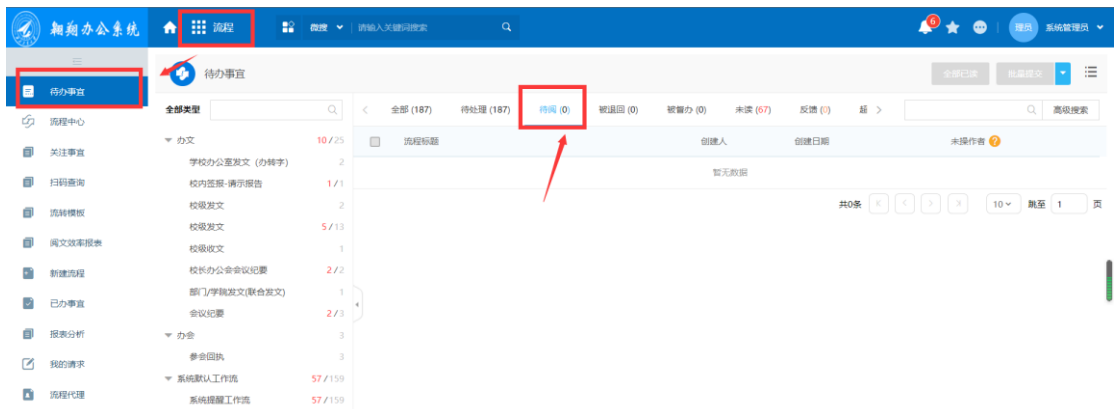 翱翔办公系统 流程 微搜 请输入关键词搜索 6 理员 系统管理员
待办事宜
流程中心
关注事宜
扫码查询
流转模板
阅文效率报表
新建流程
已办事宜
报表分析
我的请求
流程代理
待办事宜 全部已读 批量提交
全部类型
办文 10/25
学校办公室发文 (办转字) 2
校内签报-请示报告 1/1
校级发文 2
校级发文 5/13
校级收文 1
校长办公会会议纪要 2/2
部门/学院发文(联合发文) 1
会议纪要 2/3
办会 3
参会回执 3
系统默认工作流 57/159
系统提醒工作流 57/159
全部 (187) 待处理 (187) 待阅 (0) 被退回 (0) 被督办 (0) 未读 (67) 反馈 (0) 超 高级搜索
流程标题 创建人 创建日期 未操作者
暂无数据
共0条 10 跳至 1 页